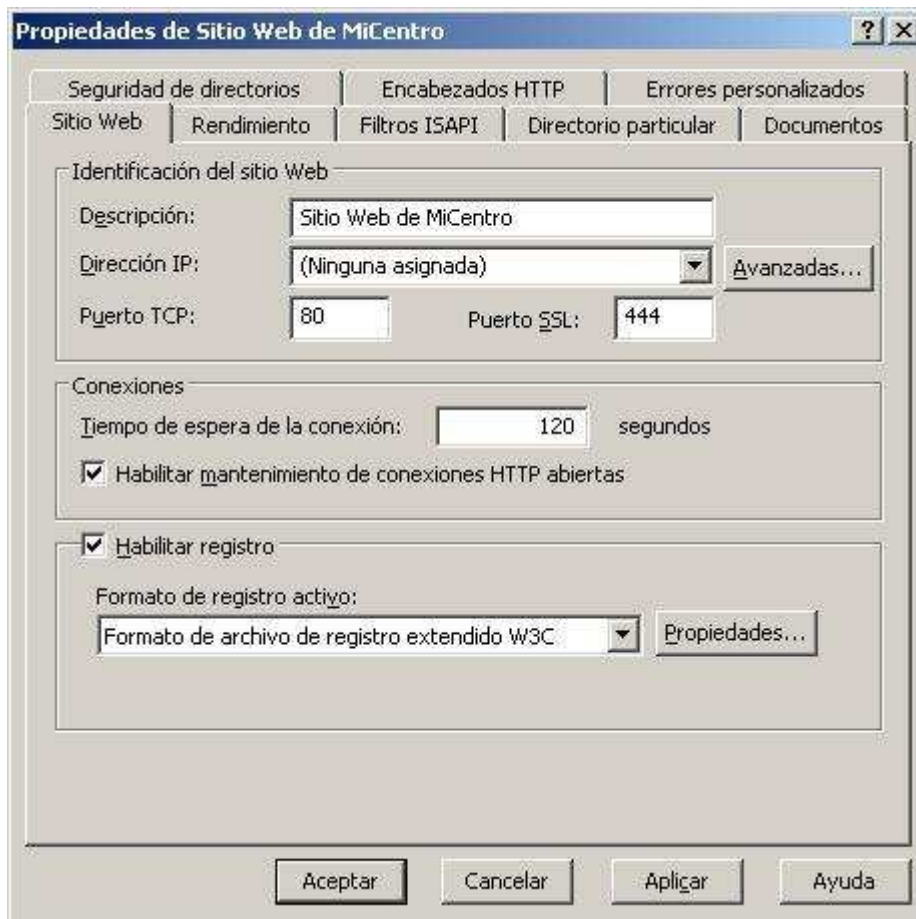 Propiedades de Sitio Web de MiCentro
Seguridad de directorios Encabezados HTTP Errores personalizados
Sitio Web Rendimiento Filtros ISAPI Directorio particular Documentos
Identificación del sitio Web
Descripción: Sitio Web de MiCentro
Dirección IP: (Ninguna asignada) Avanzadas...
Puerto TCP: 80 Puerto SSL: 444
Conexiones
Tiempo de espera de la conexión: 120 segundos
Habilitar mantenimiento de conexiones HTTP abiertas
Habilitar registro
Formato de registro activo:
Formato de archivo de registro extendido W3C Propiedades...
Aceptar Cancelar Aplicar Ayuda